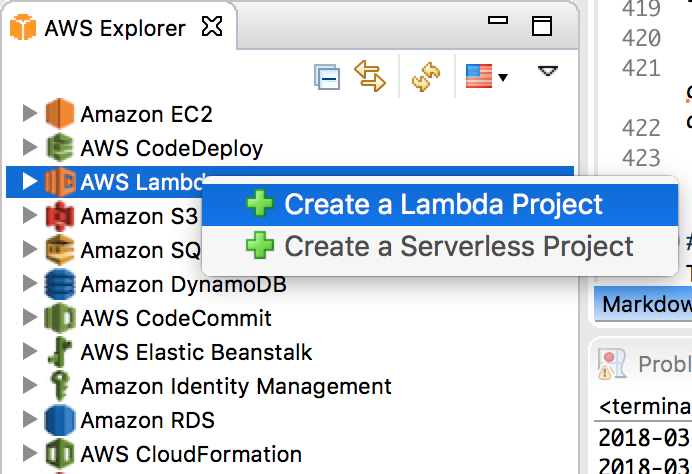 AWS Explorer
Amazon EC2
AWS CodeDeploy
AWS Lambd
Create a Lambda Project
Amazon S3
Create a Serverless Project
Amazon SQ
Amazon DynamoDB
AWS CodeCommit
AWS Elastic Beanstalk
Amazon Identity Management
Amazon RDS
AWS CloudFormation
419
420
421
422
423
#
Markdow
Probl
<termina
2018-03
2018-03